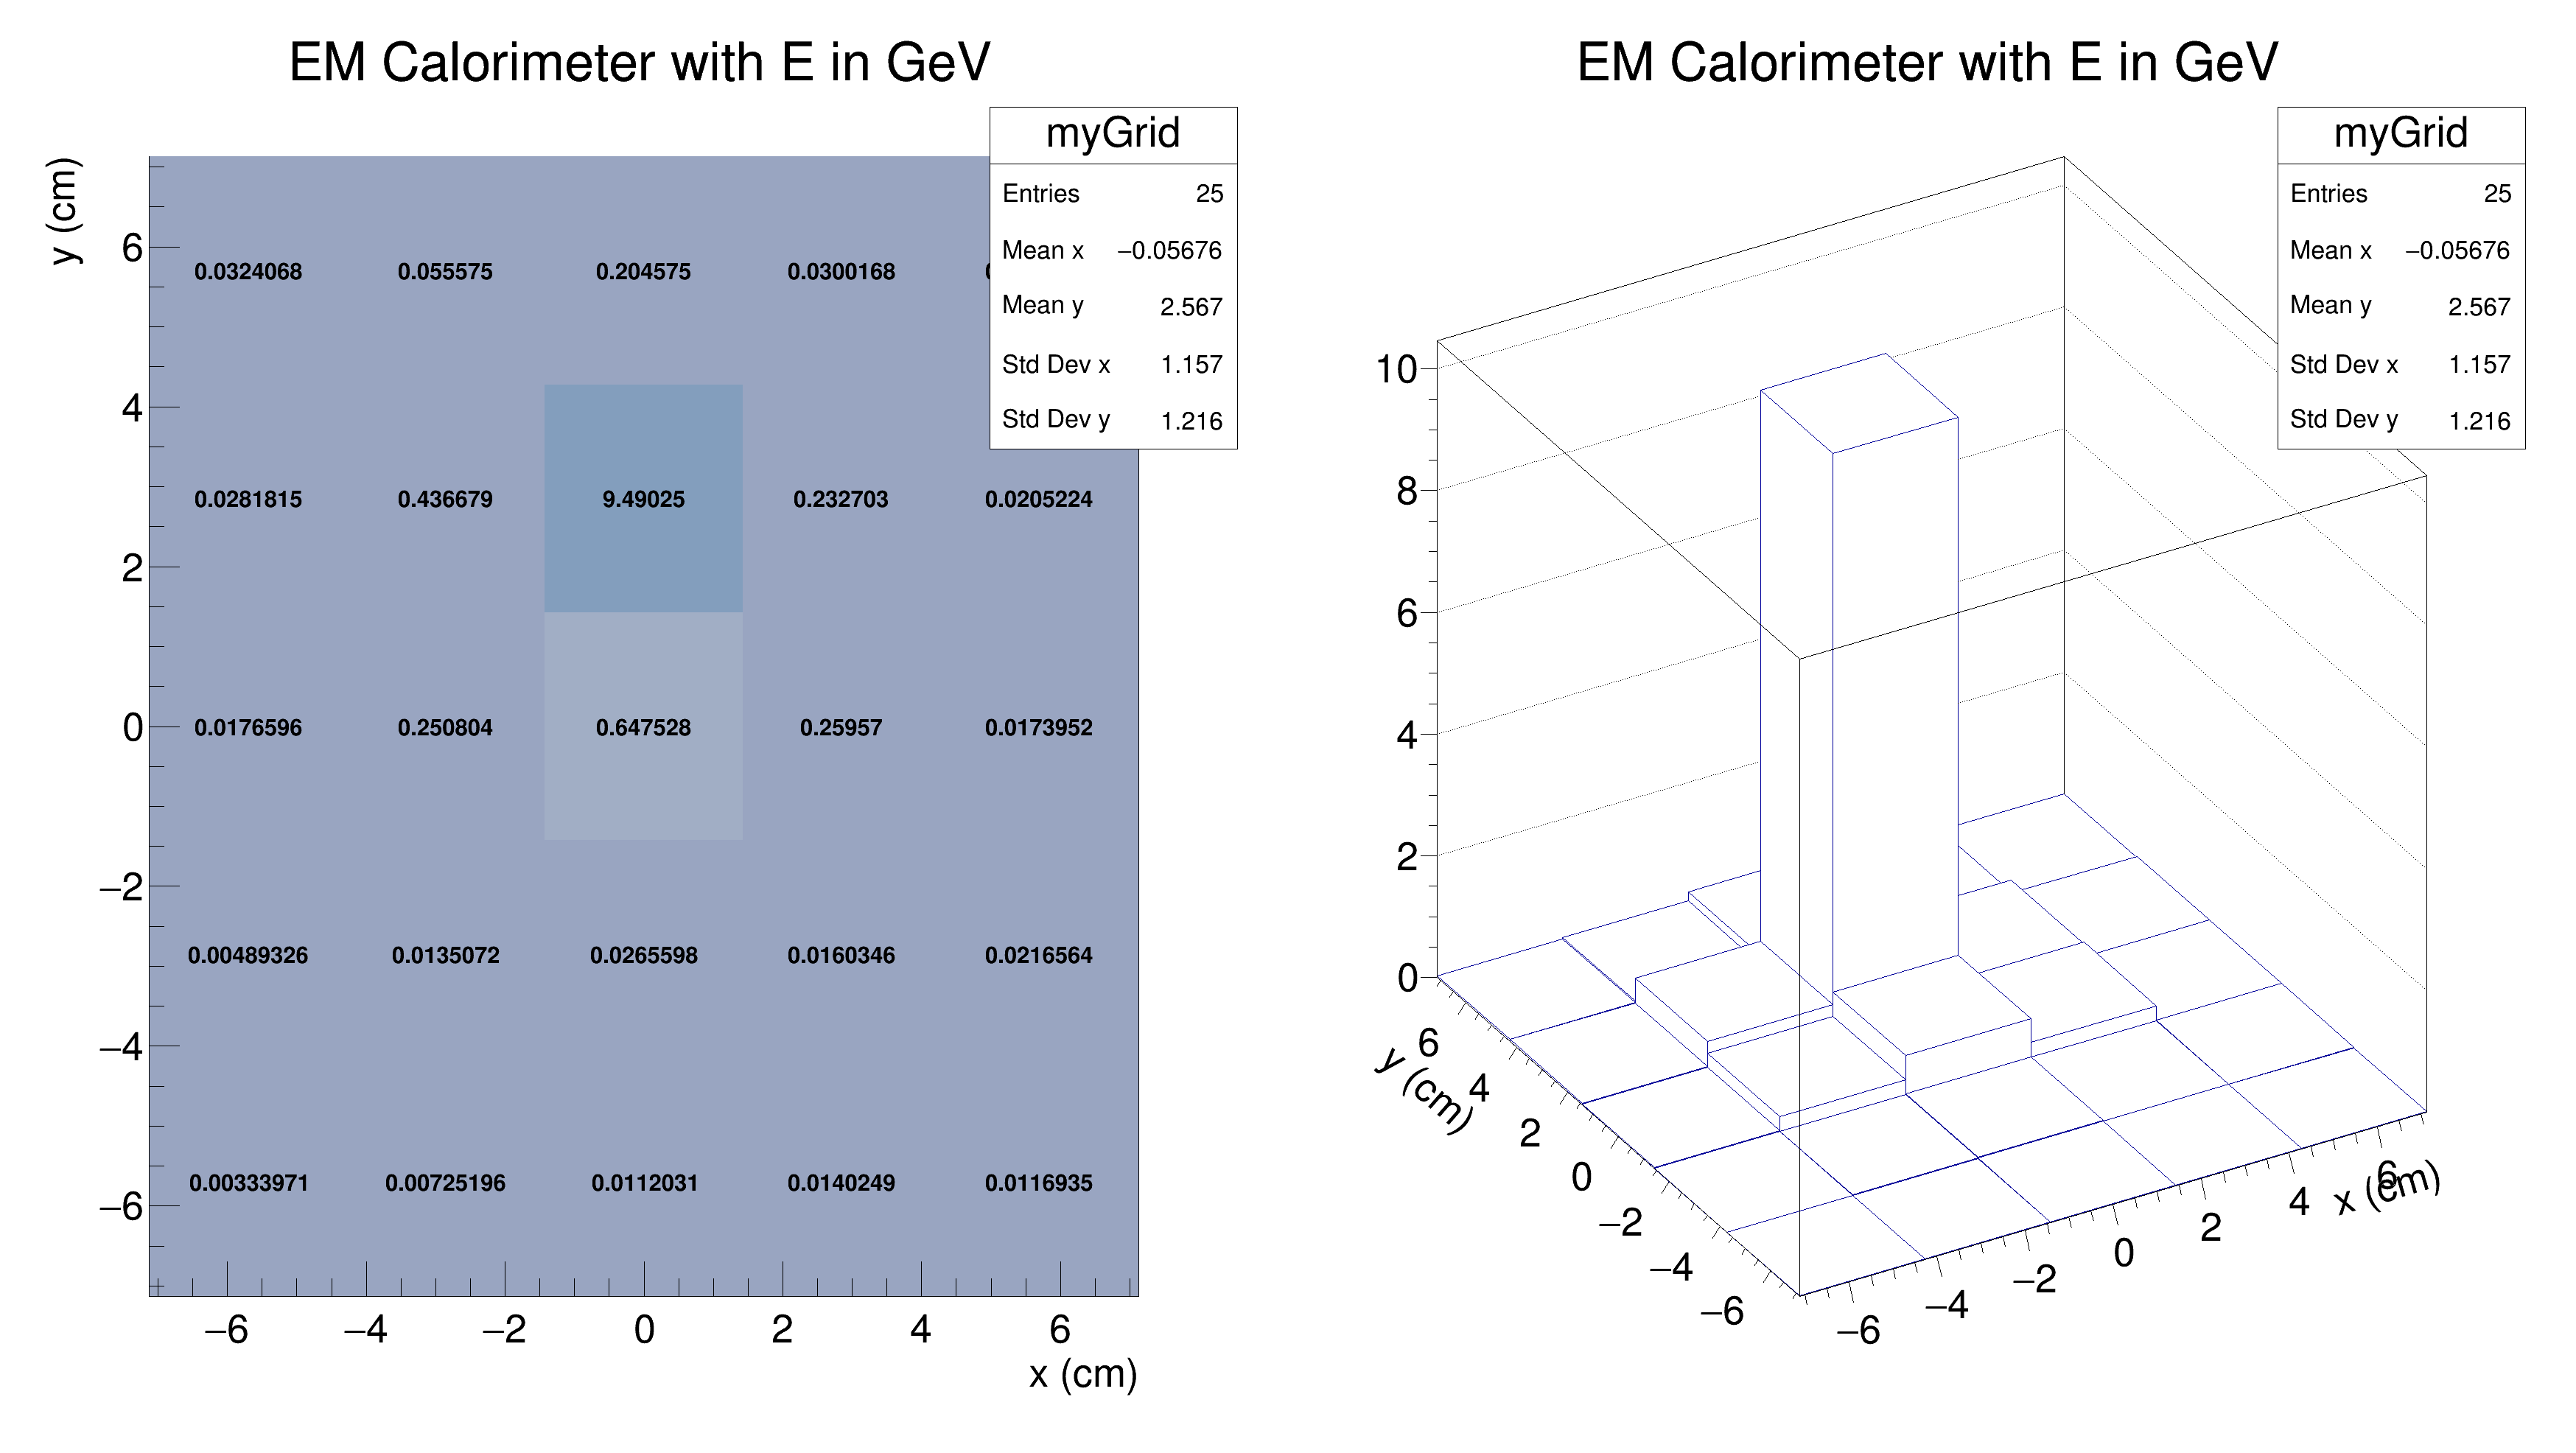 EM Calorimeter with E in GeV
myGrid
Entries 25
Mean x −0.05676
Mean y 2.567
Std Dev x 1.157
Std Dev y 1.216
y (cm)
6
4
2
0
−2
−4
−6
0.0324068 0.055575 0.204575 0.0300168
0.0281815 0.436679 9.49025 0.232703 0.0205224
0.0176596 0.250804 0.647528 0.25957 0.0173952
0.00489326 0.0135072 0.0265598 0.0160346 0.0216564
0.00333971 0.00725196 0.0112031 0.0140249 0.0116935
−6 −4 −2 0 2 4 6
x (cm)
EM Calorimeter with E in GeV
myGrid
Entries 25
Mean x −0.05676
Mean y 2.567
Std Dev x 1.157
Std Dev y 1.216
10
8
6
4
2
0
y (cm)
6
4
2
0
−2
−4
−6
−6 −4 −2 0 2 4 6
x (cm)